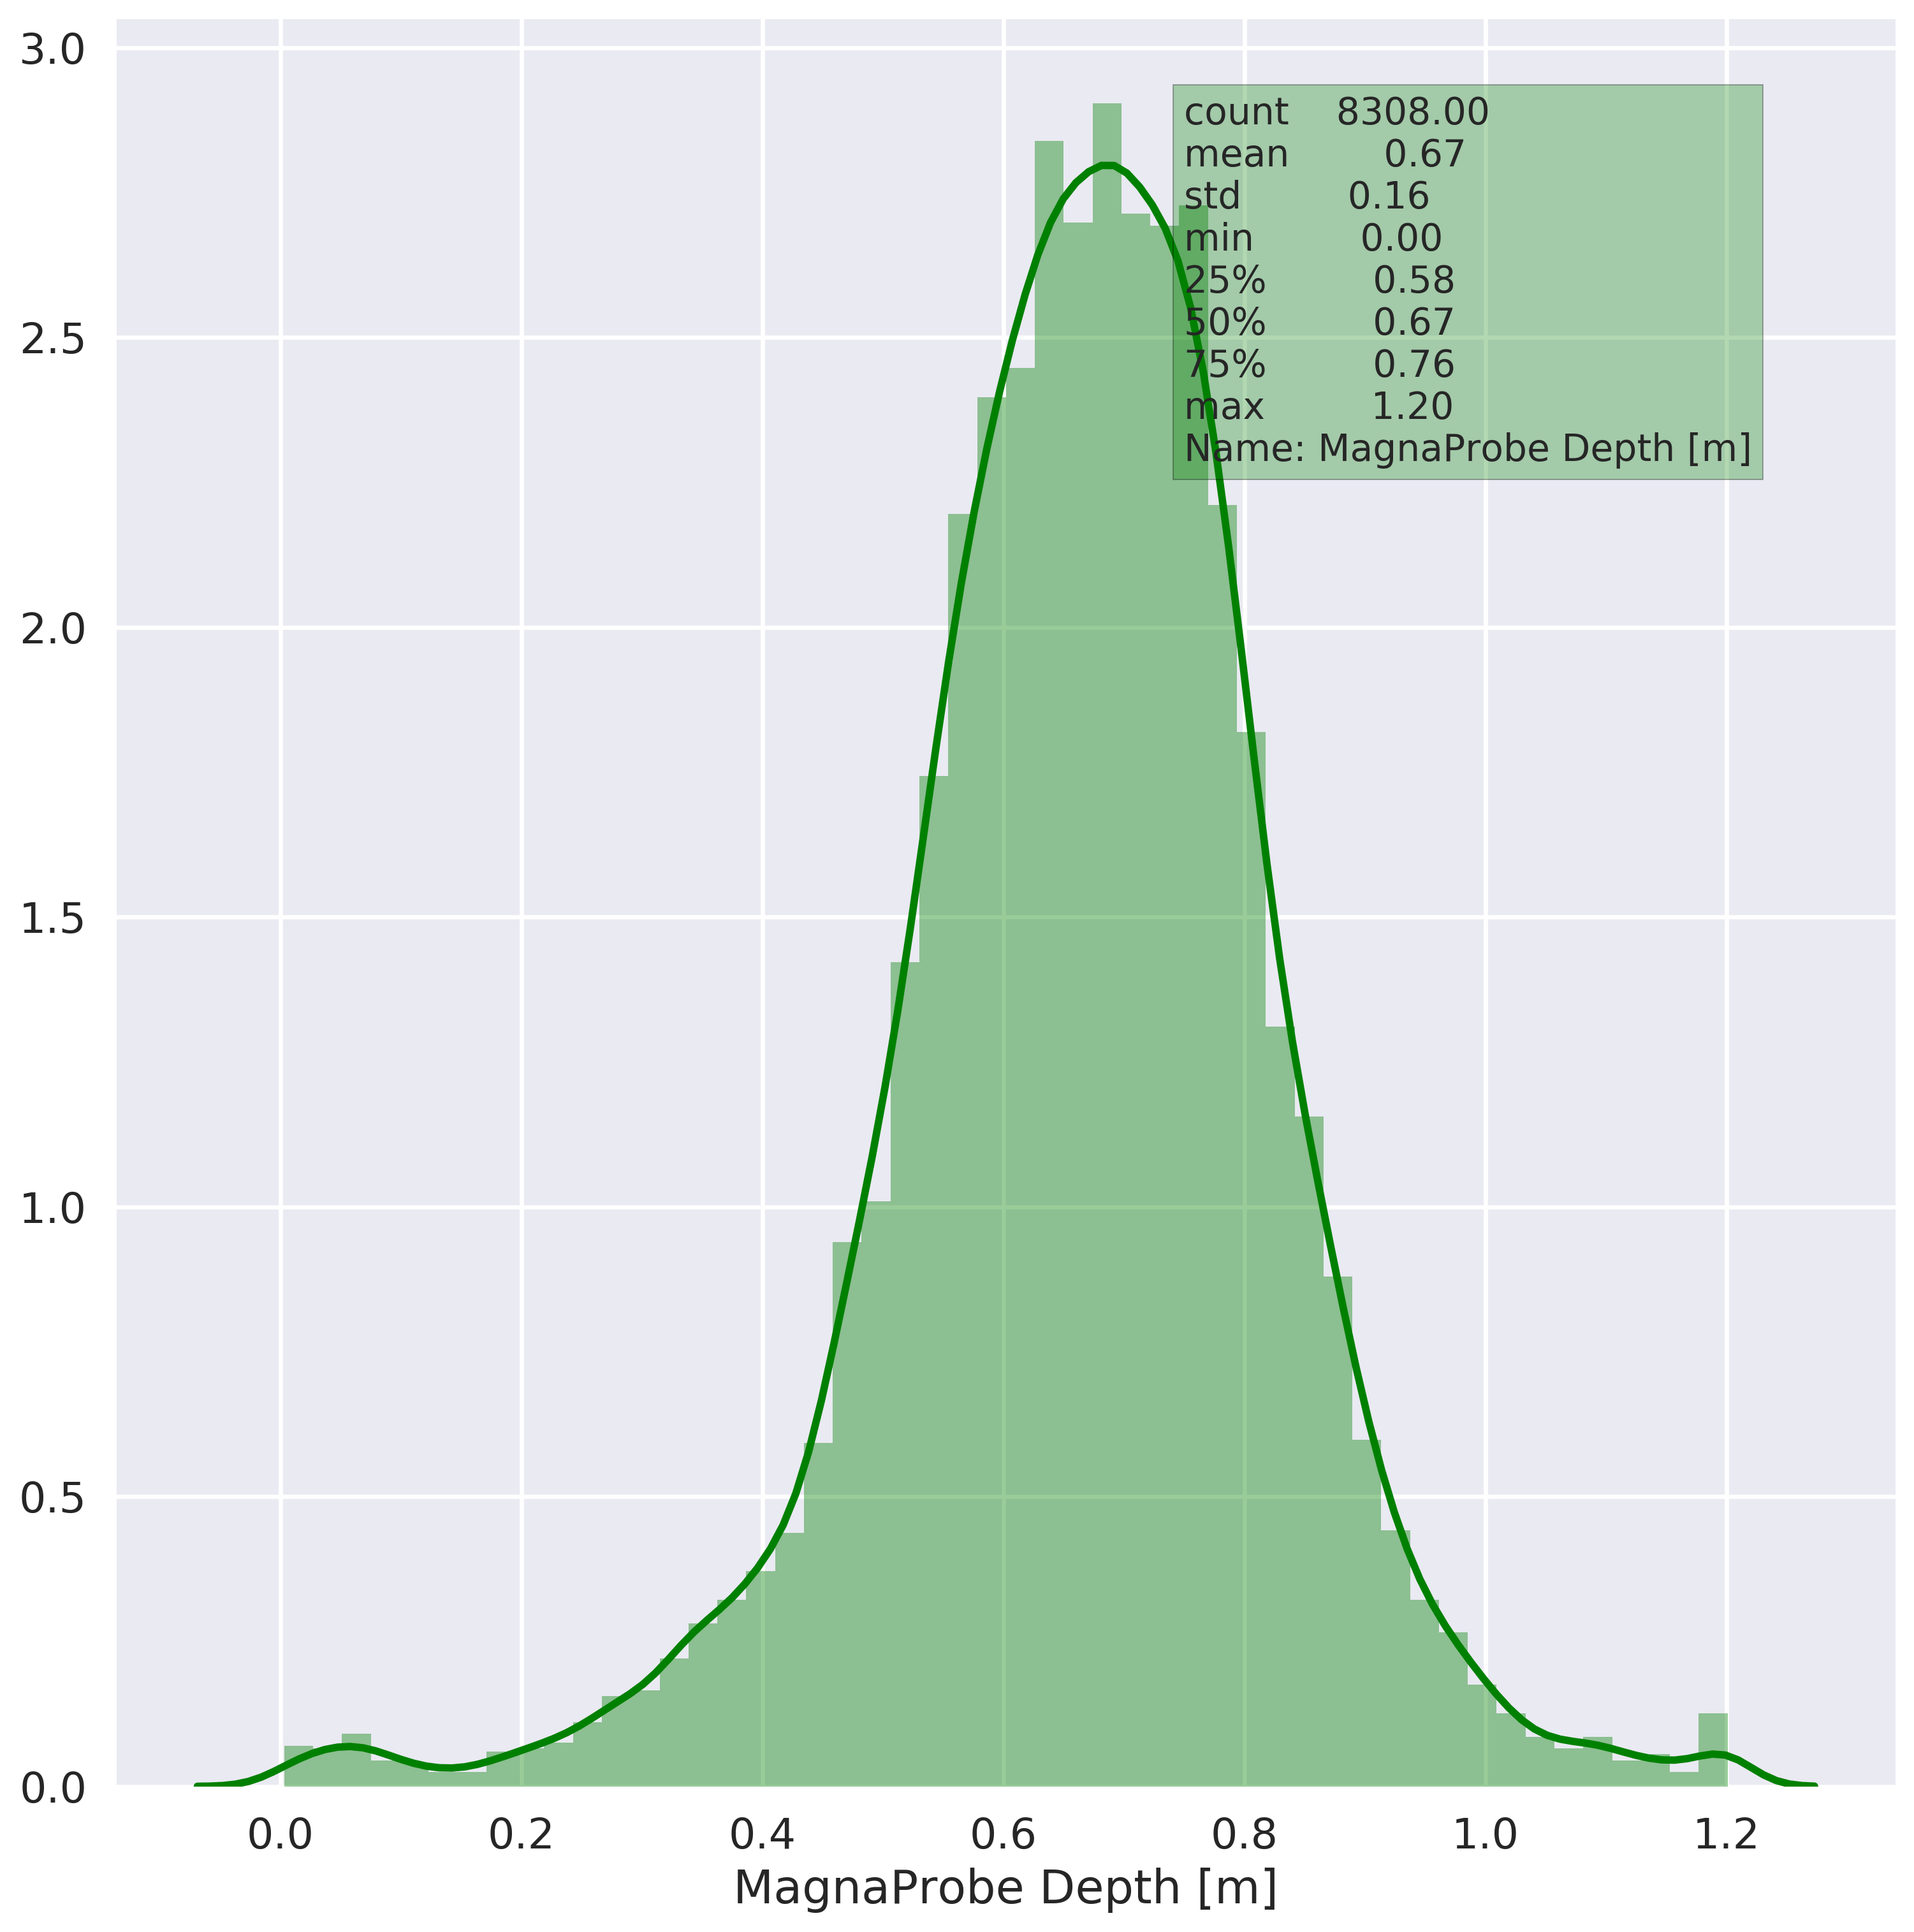 3.0
2.5
2.0
1.5
1.0
0.5
0.0
count 8308.00
mean 0.67
std 0.16
min 0.00
25% 0.58
50% 0.67
75% 0.76
max 1.20
Name: MagnaProbe Depth [m]
0.0 0.2 0.4 0.6 0.8 1.0 1.2
MagnaProbe Depth [m]